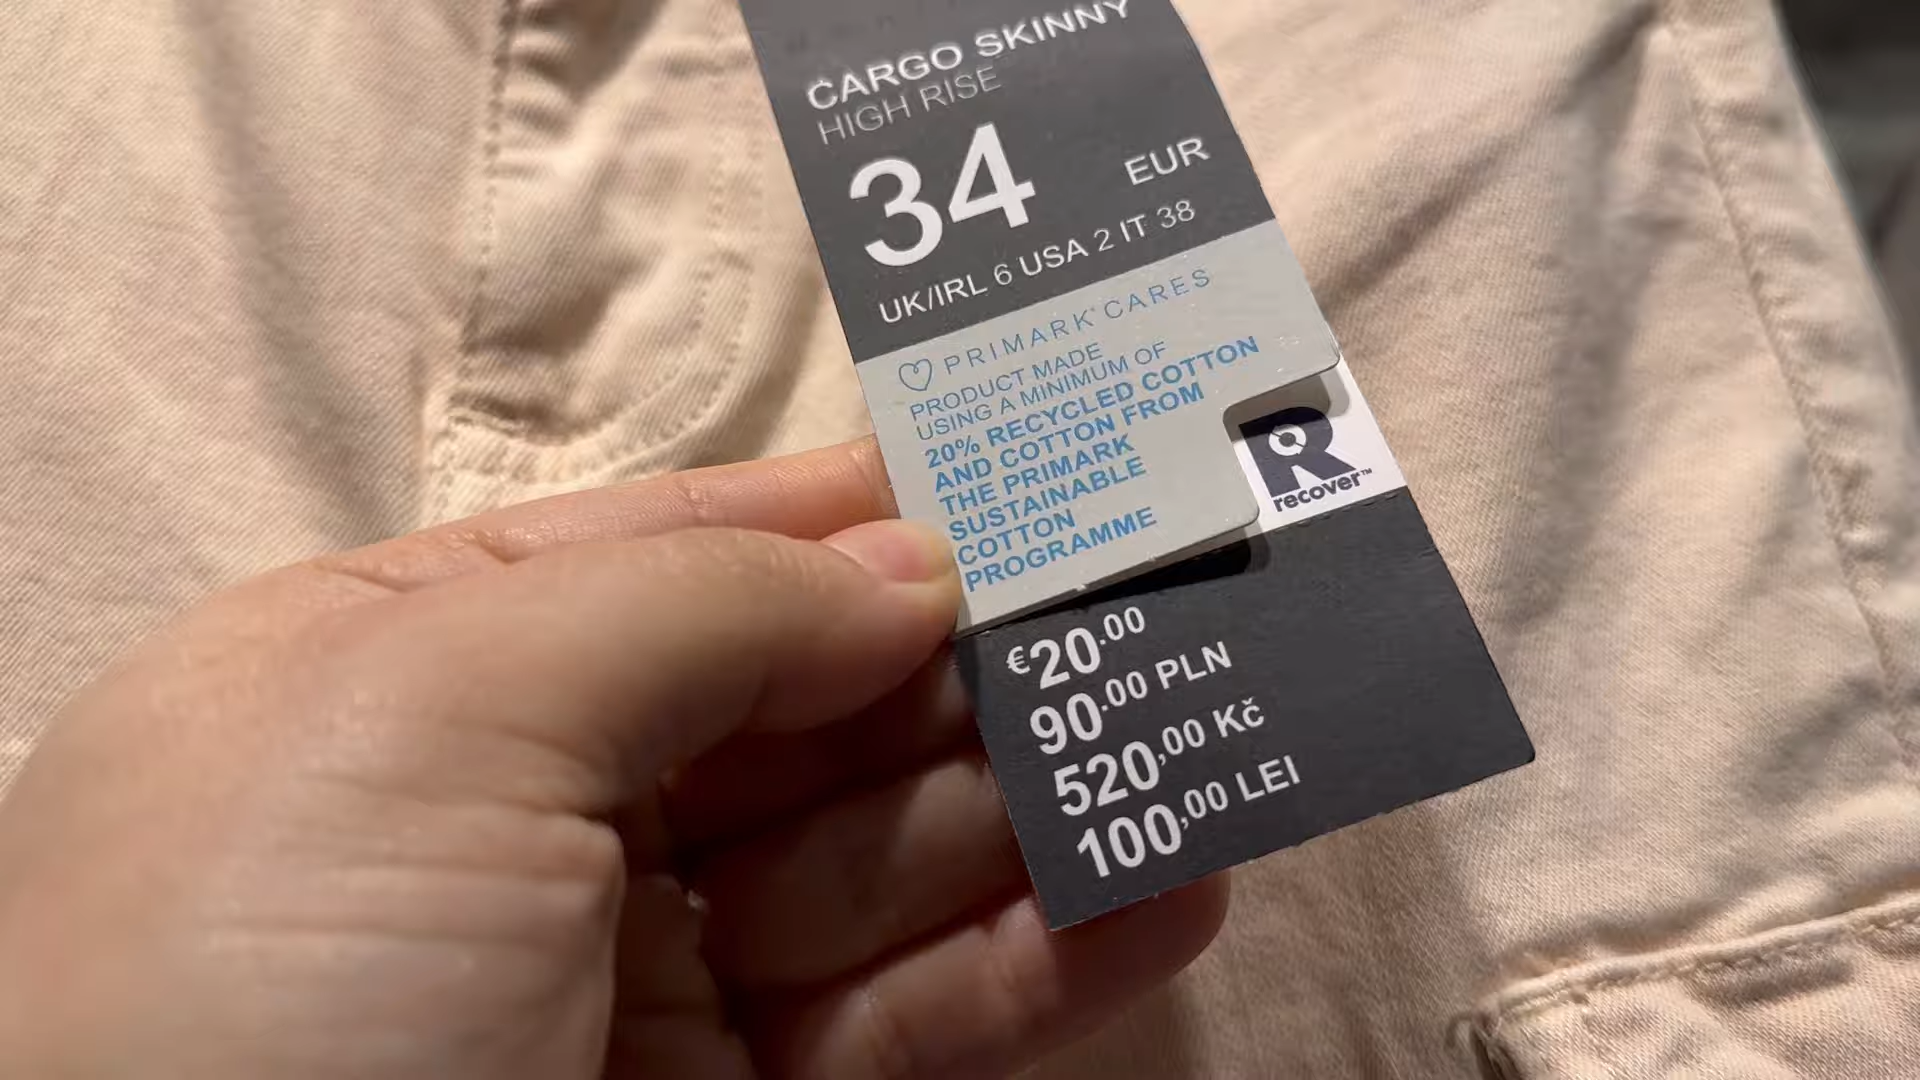 CARGO SKINNY
HIGH RISE
34 EUR
UK/IRL 6 USA 2 IT 38
PRIMARK CARES
PRODUCT MADE
USING A MINIMUM OF
20% RECYCLED COTTON
AND COTTON FROM
THE PRIMARK
SUSTAINABLE
COTTON
PROGRAMME
R
recover™
€20.00
90.00 PLN
520,00 Kč
100,00 LEI